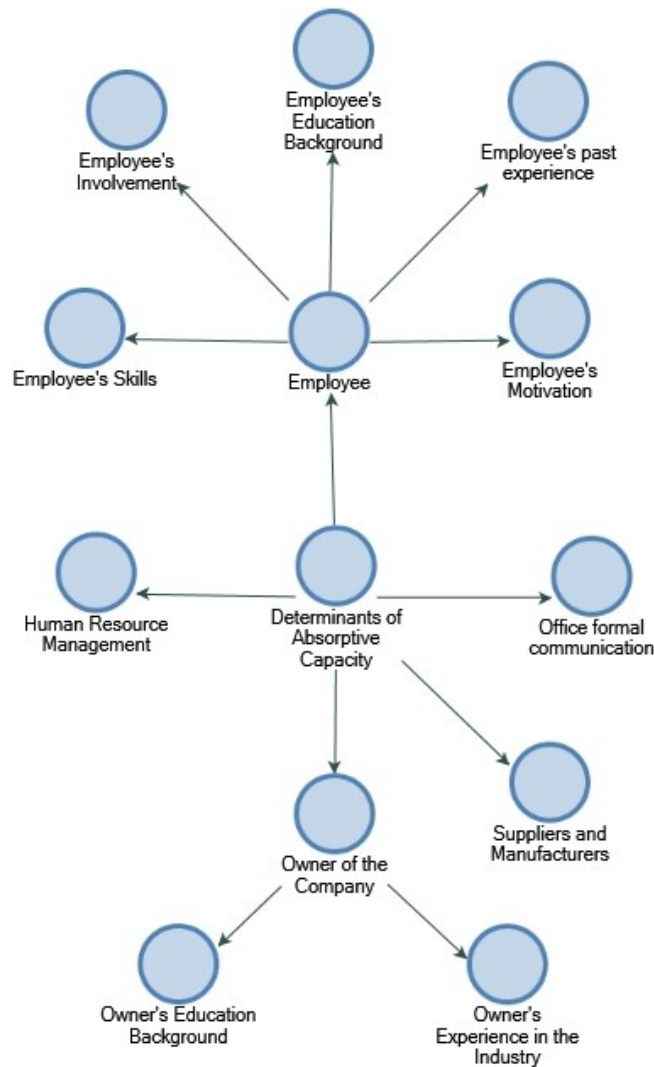 Employee's
Education
Background
Employee's
Involvement
Employee's past
experience
Employee's Skills
Employee
Employee's
Motivation
Human Resource
Management
Determinants of
Absorptive
Capacity
Office formal
communication
Suppliers and
Manufacturers
Owner of the
Company
Owner's Education
Background
Owner's
Experience in the
Industry